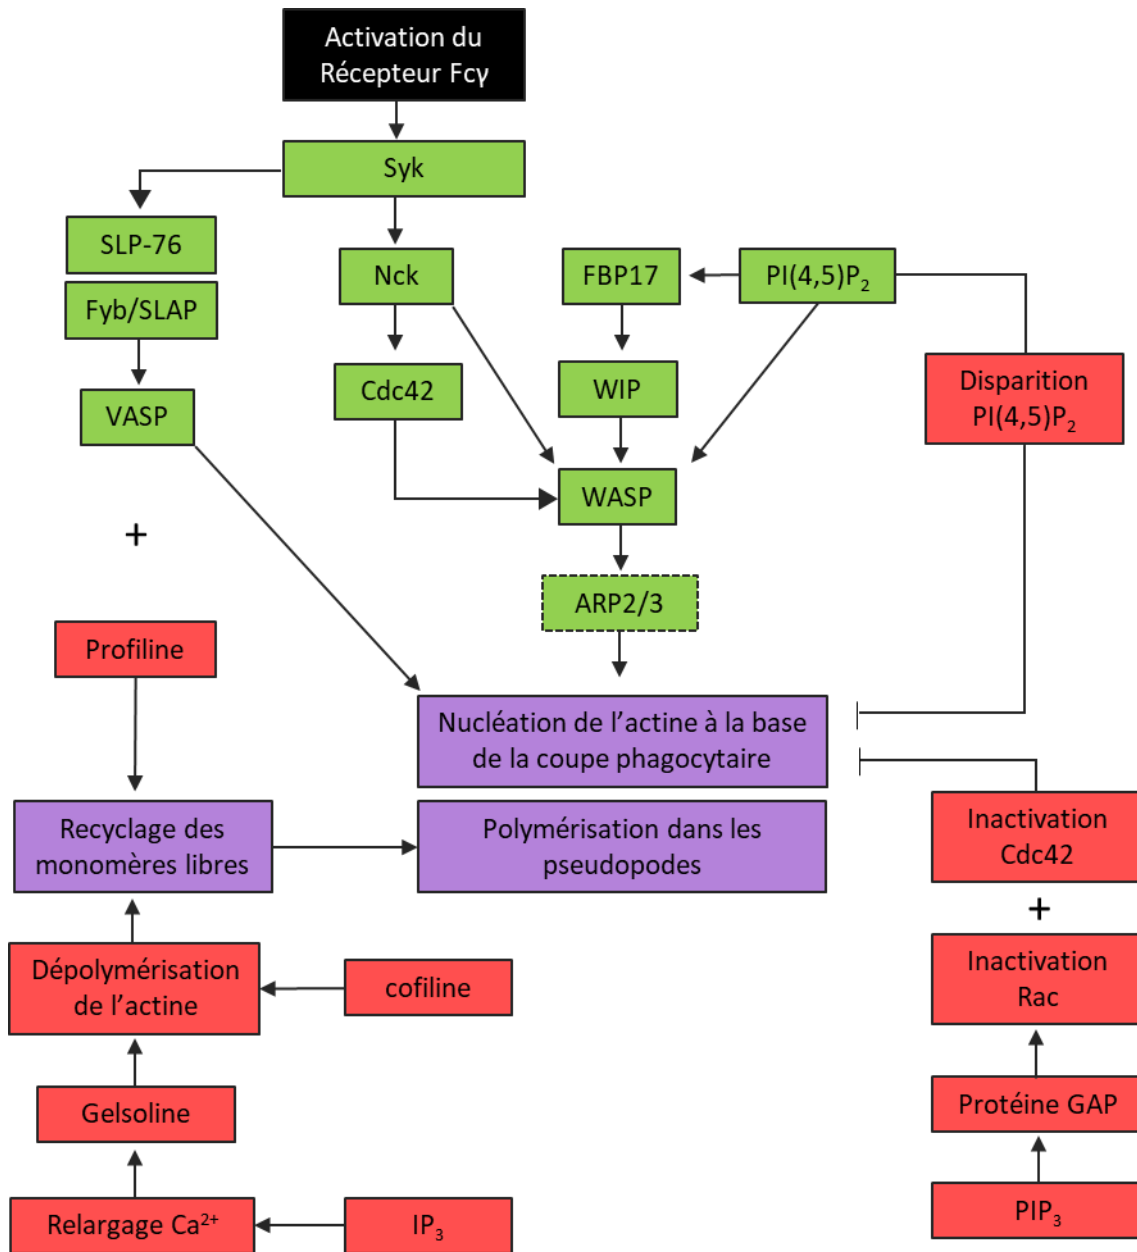 Activation du
Récepteur Fcγ
Syk
SLP-76
Nck
FBP17
PI(4,5)P₂
Fyb/SLAP
Disparition
PI(4,5)P₂
VASP
Cdc42
WIP
WASP
+
ARP2/3
Profiline
Nucléation de l’actine à la base
de la coupe phagocytaire
Recyclage des
monomères libres
Polymérisation dans les
pseudopodes
Inactivation
Cdc42
+
Dépolymérisation
de l’actine
cofiline
Inactivation
Rac
Gelsoline
Protéine GAP
Relargage Ca²⁺
IP₃
PIP₃